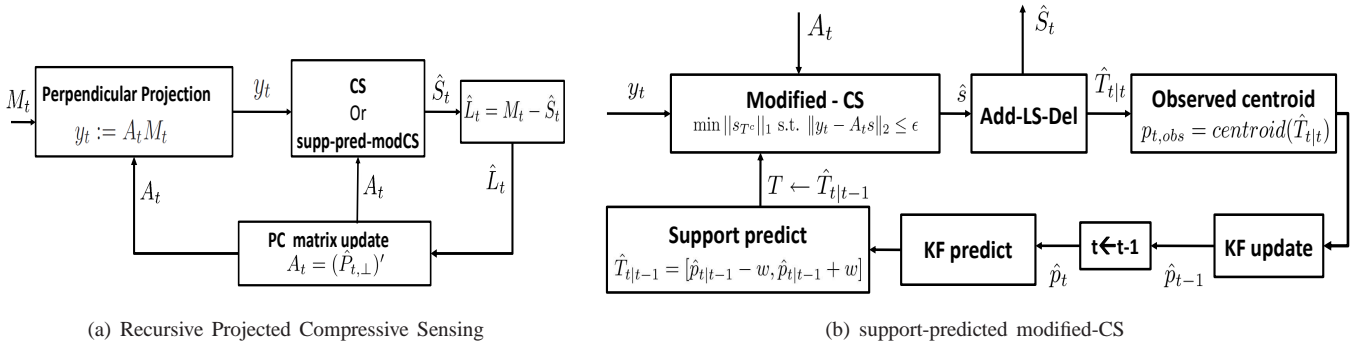 M_t
Perpendicular Projection
y_t := A_t M_t
y_t
CS
Or
supp-pred-modCS
Ŝ_t
L̂_t = M_t − Ŝ_t
A_t
A_t
L̂_t
PC matrix update
A_t = (P̂_{t,⊥})′
(a) Recursive Projected Compressive Sensing
A_t
Ŝ_t
y_t
Modified - CS
min ||s_{T^c}||_1 s.t. ||y_t − A_t s||_2 ≤ ϵ
ŝ
Add-LS-Del
T̂_{t|t}
Observed centroid
p_{t,obs} = centroid(T̂_{t|t})
T ← T̂_{t|t−1}
Support predict
T̂_{t|t−1} = [p̂_{t|t−1} − w, p̂_{t|t−1} + w]
KF predict
p̂_t
t←t-1
p̂_{t−1}
KF update
(b) support-predicted modified-CS